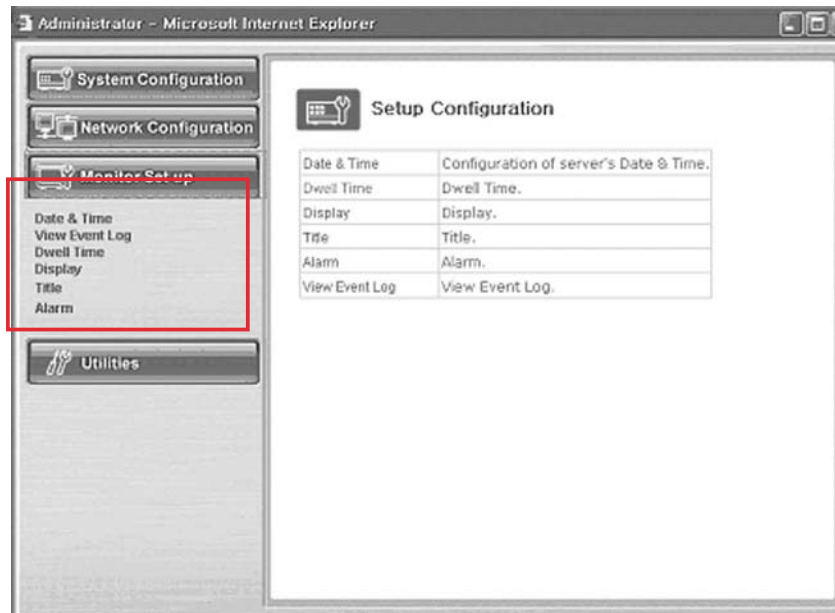 Administrator - Microsoft Internet Explorer
System Configuration
Network Configuration
Monitor Set up
Date & Time
View Event Log
Dwell Time
Display
Title
Alarm
Utilities
Setup Configuration
Date & Time Configuration of server's Date & Time.
Dwell Time Dwell Time.
Display Display.
Title Title.
Alarm Alarm.
View Event Log View Event Log.